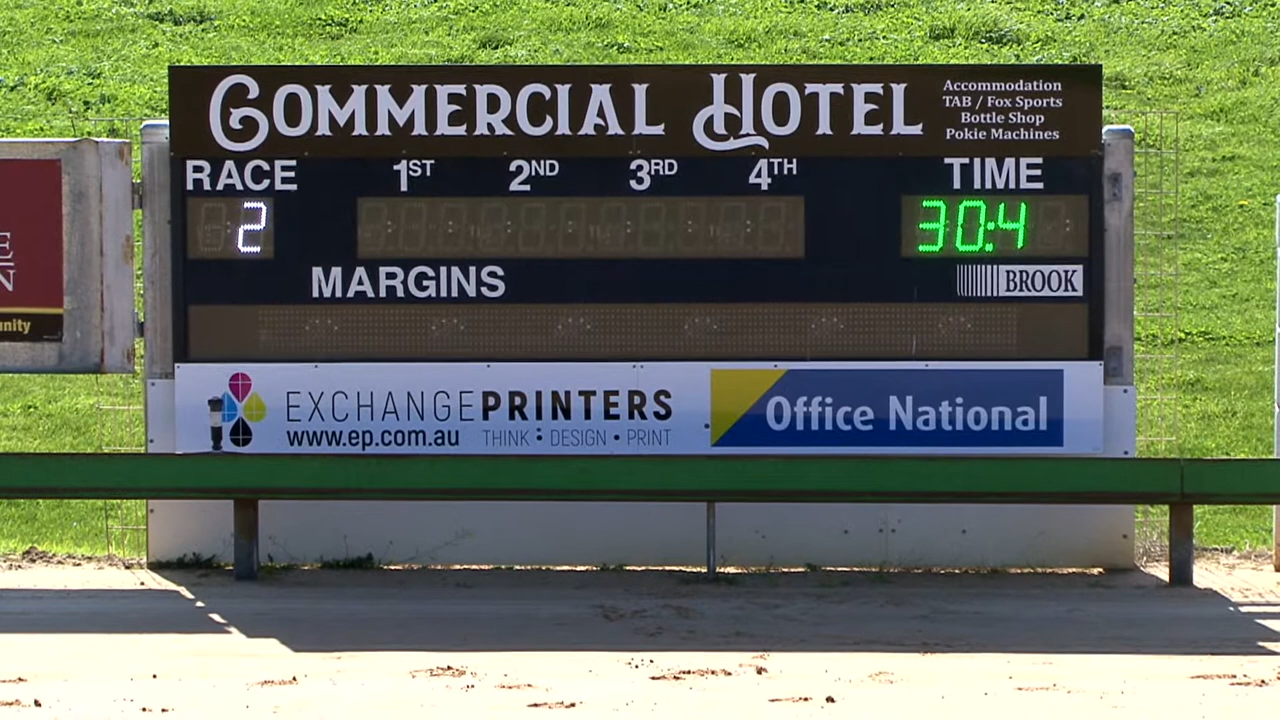 COMMERCIAL HOTEL
Accommodation
TAB / Fox Sports
Bottle Shop
Pokie Machines
RACE 1ST 2ND 3RD 4TH TIME
2 30:4
MARGINS
BROOK
E
N
nity
EXCHANGEPRINTERS
www.ep.com.au THINK : DESIGN • PRINT
Office National